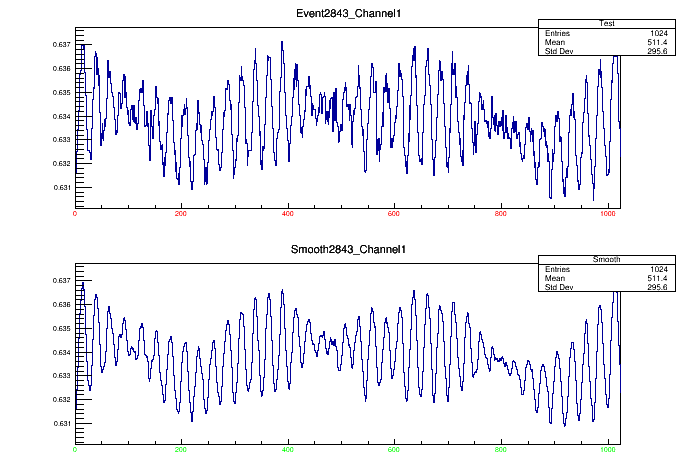 Event2843_Channel1
Test
Entries 1024
Mean 511.4
Std Dev 295.6
0.637
0.636
0.635
0.634
0.633
0.632
0.631
0 200 400 600 800 1000
Smooth2843_Channel1
Smooth
Entries 1024
Mean 511.4
Std Dev 295.6
0.637
0.636
0.635
0.634
0.633
0.632
0.631
0 200 400 600 800 1000